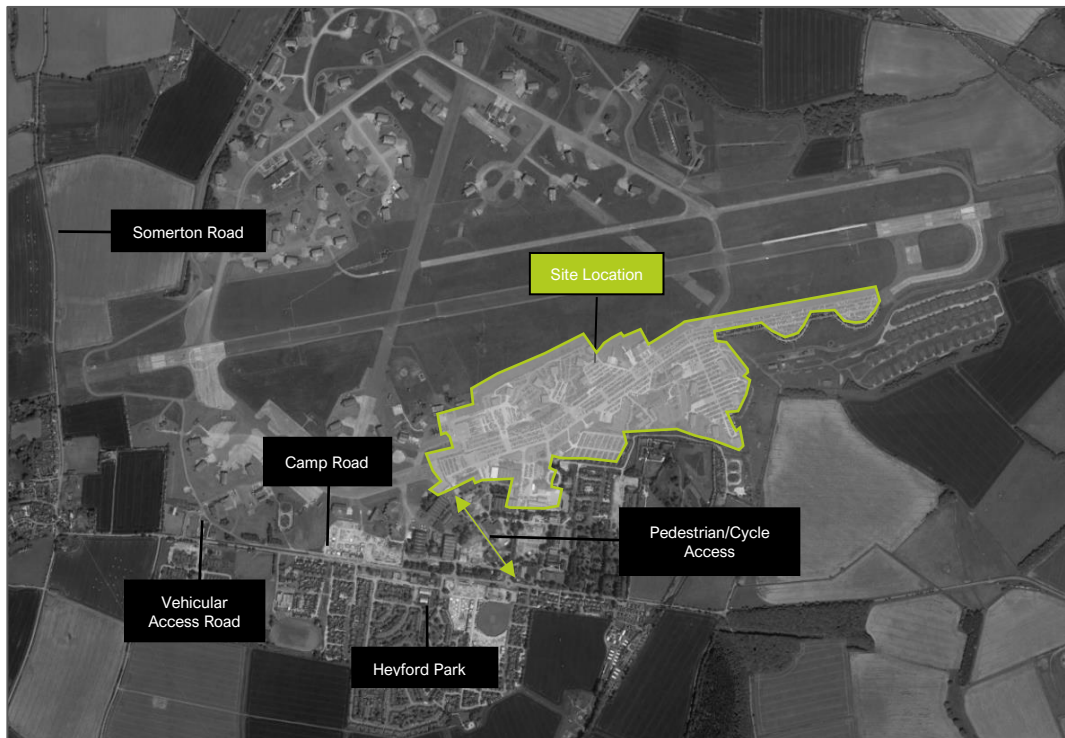 Somerton Road
Site Location
Camp Road
Pedestrian/Cycle
Access
Vehicular
Access Road
Heyford Park